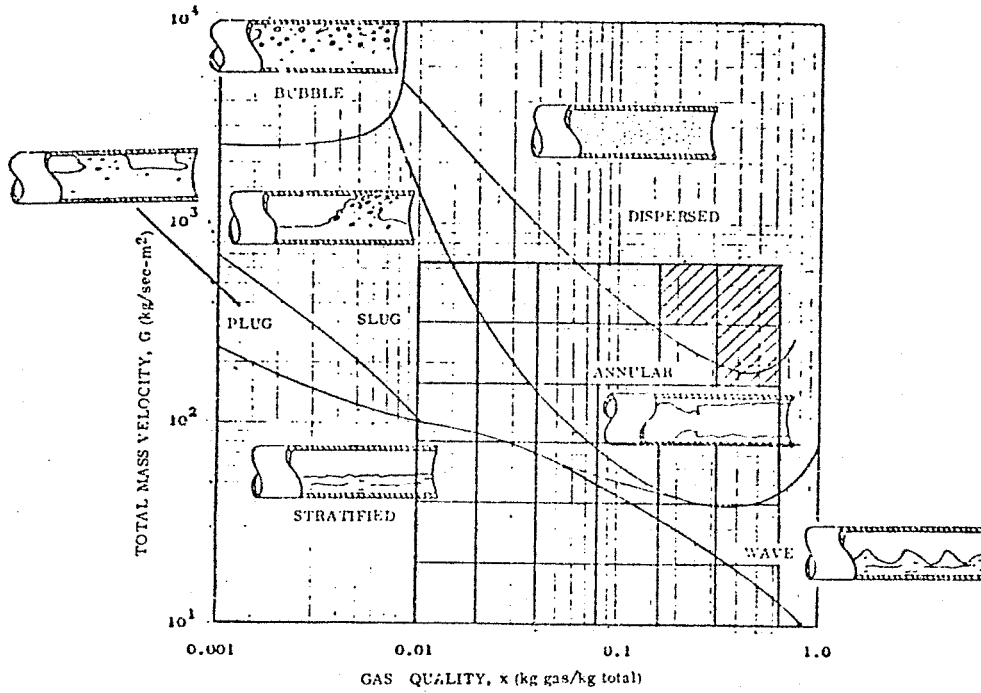 10⁴
BUBBLE
DISPERSED
10³
PLUG
SLUG
ANNULAR
10²
STRATIFIED
WAVE
10¹
0.001
0.01
0.1
1.0
TOTAL MASS VELOCITY, G (kg/sec-m²)
GAS QUALITY, x (kg gas/kg total)